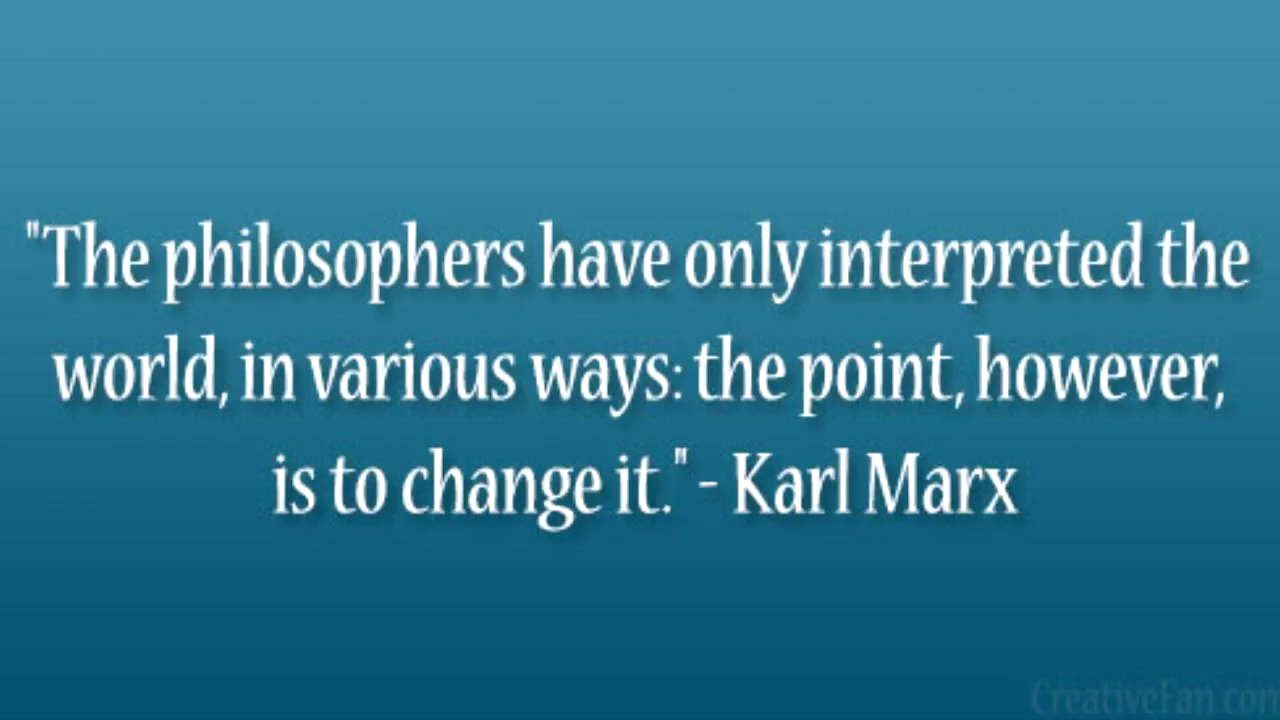 "The philosophers have only interpreted the
world, in various ways: the point, however,
is to change it." - Karl Marx
CreativeFan.com